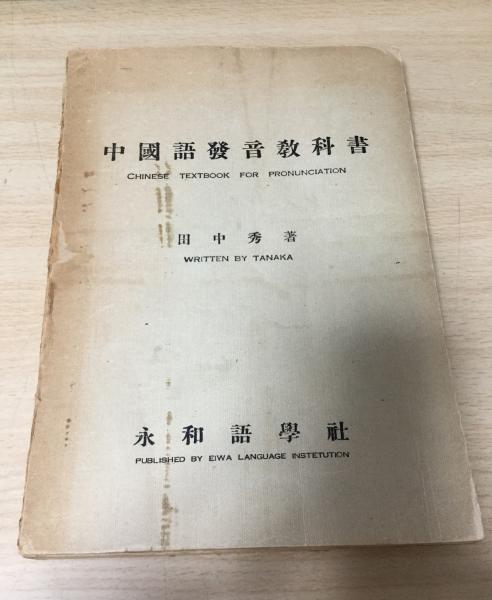 中國語發音教科書
CHINESE TEXTBOOK FOR PRONUNCIATION
田中秀著
WRITTEN BY TANAKA
永和語學社
PUBLISHED BY EIWA LANGUAGE INSTETUTION